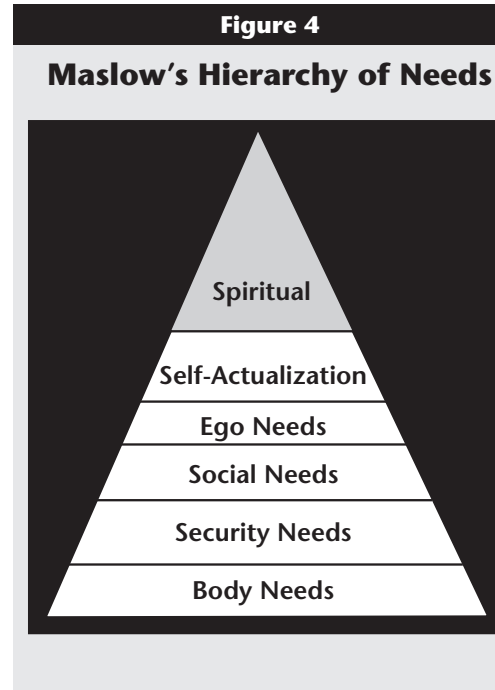 Figure 4
Maslow’s Hierarchy of Needs
Spiritual
Self-Actualization
Ego Needs
Social Needs
Security Needs
Body Needs